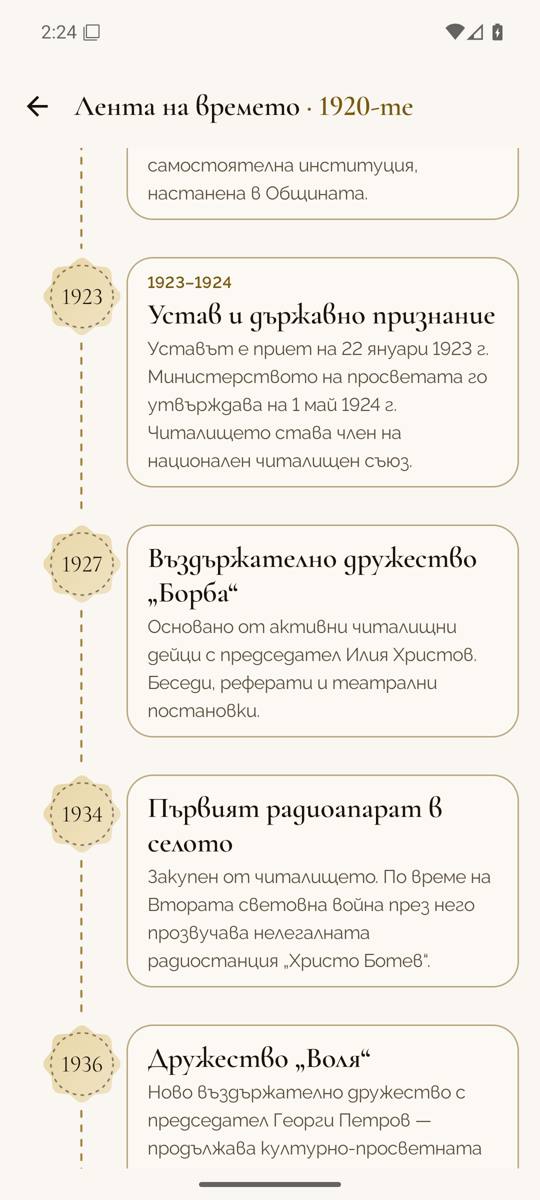 2:24
Лента на времето · 1920-те
самостоятелна институция,
настанена в Общината.
1923
1923–1924
Устав и държавно признание
Уставът е приет на 22 януари 1923 г.
Министерството на просветата го
утвърждава на 1 май 1924 г.
Читалището става член на
национален читалищен съюз.
1927
Въздържателно дружество
„Борба“
Основано от активни читалищни
дейци с председател Илия Христов.
Беседи, реферати и театрални
постановки.
1934
Първият радиоапарат в
селото
Закупен от читалището. По време на
Втората световна война през него
прозвучава нелегалната
радиостанция „Христо Ботев“.
1936
Дружество „Воля“
Ново въздържателно дружество с
председател Георги Петров —
продължава културно-просветната